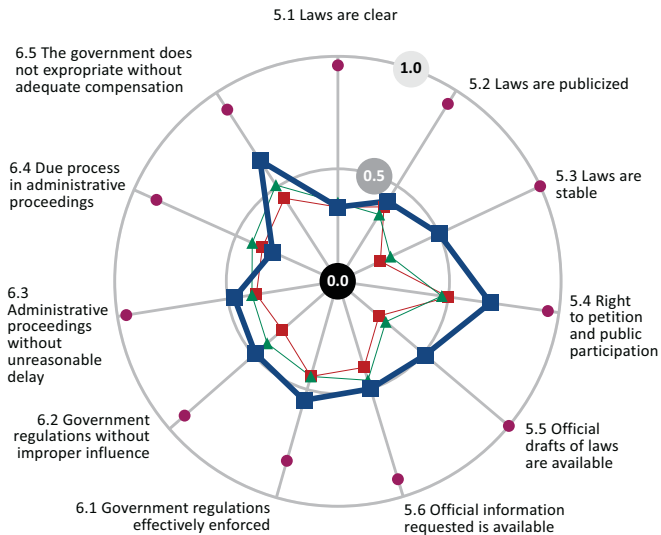 5.1 Laws are clear
1.0
5.2 Laws are publicized
0.5
5.3 Laws are
stable
0.0
5.4 Right
to petition
and public
participation
5.5 Official
drafts of laws
are available
5.6 Official information
requested is available
6.1 Government regulations
effectively enforced
6.2 Government
regulations without
improper influence
6.3
Administrative
proceedings
without
unreasonable
delay
6.4 Due process
in administrative
proceedings
6.5 The government does
not expropriate without
adequate compensation